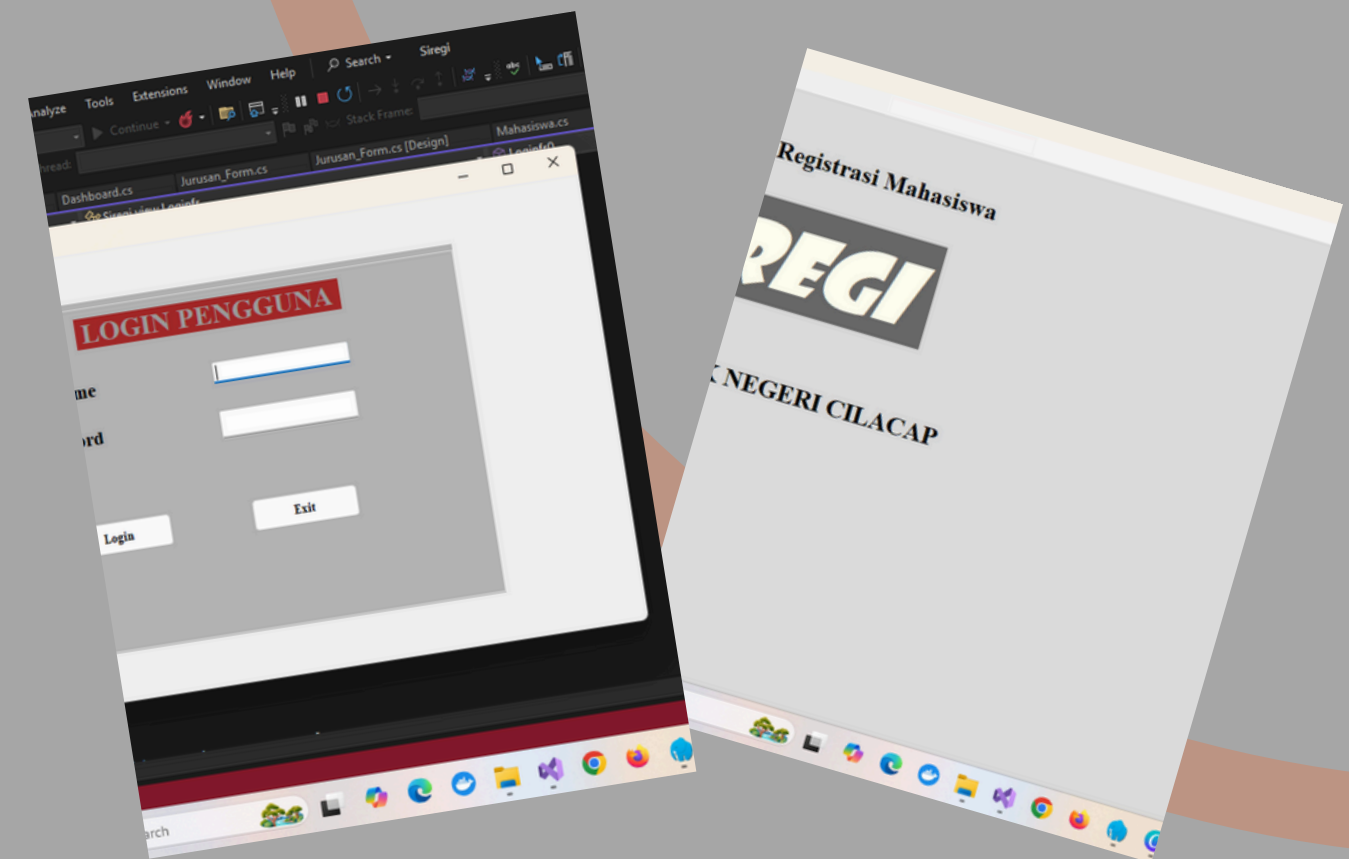 Analyze Tools Extensions Window Help Search Siregi
Continue Stack Frame:
Dashboard.cs Jurusan_Form.cs Jurusan_Form.cs [Design] Mahasiswa.cs
LOGIN PENGGUNA
me
ord
Login Exit
arch
Registrasi Mahasiswa
REGI
K NEGERI CILACAP